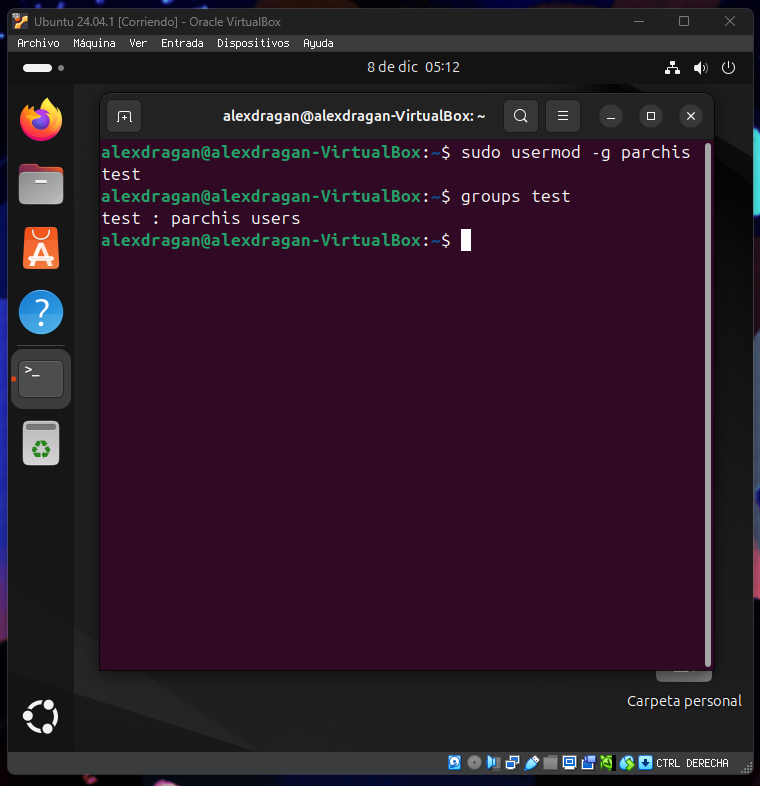 Ubuntu 24.04.1 [Corriendo] - Oracle VirtualBox
Archivo Máquina Ver Entrada Dispositivos Ayuda
8 de dic 05:12
alexdragan@alexdragan-VirtualBox: ~
alexdragan@alexdragan-VirtualBox:~$ sudo usermod -g parchis
test
alexdragan@alexdragan-VirtualBox:~$ groups test
test : parchis users
alexdragan@alexdragan-VirtualBox:~$
Carpeta personal
CTRL DERECHA